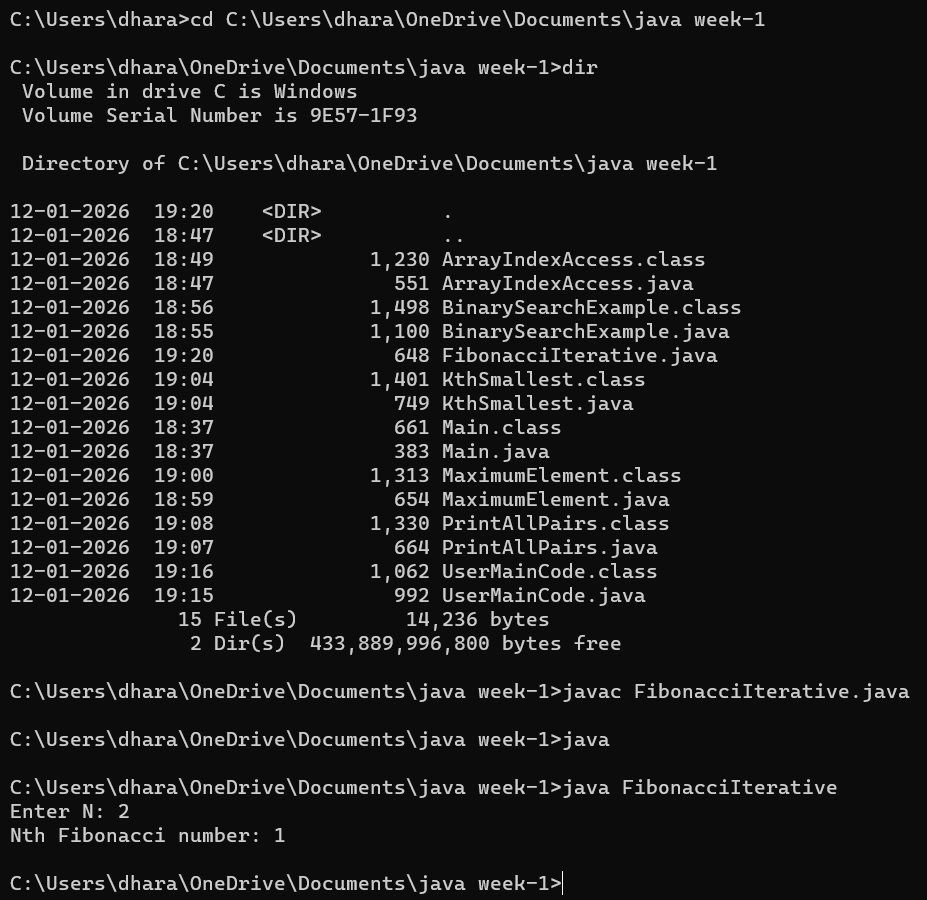 C:\Users\dhara>cd C:\Users\dhara\OneDrive\Documents\java week-1
C:\Users\dhara\OneDrive\Documents\java week-1>dir
 Volume in drive C is Windows
 Volume Serial Number is 9E57-1F93
 Directory of C:\Users\dhara\OneDrive\Documents\java week-1
12-01-2026  19:20    <DIR>          .
12-01-2026  18:47    <DIR>          ..
12-01-2026  18:49             1,230 ArrayIndexAccess.class
12-01-2026  18:47               551 ArrayIndexAccess.java
12-01-2026  18:56             1,498 BinarySearchExample.class
12-01-2026  18:55             1,100 BinarySearchExample.java
12-01-2026  19:20               648 FibonacciIterative.java
12-01-2026  19:04             1,401 KthSmallest.class
12-01-2026  19:04               749 KthSmallest.java
12-01-2026  18:37               661 Main.class
12-01-2026  18:37               383 Main.java
12-01-2026  19:00             1,313 MaximumElement.class
12-01-2026  18:59               654 MaximumElement.java
12-01-2026  19:08             1,330 PrintAllPairs.class
12-01-2026  19:07               664 PrintAllPairs.java
12-01-2026  19:16             1,062 UserMainCode.class
12-01-2026  19:15               992 UserMainCode.java
              15 File(s)         14,236 bytes
               2 Dir(s)  433,889,996,800 bytes free
C:\Users\dhara\OneDrive\Documents\java week-1>javac FibonacciIterative.java
C:\Users\dhara\OneDrive\Documents\java week-1>java
C:\Users\dhara\OneDrive\Documents\java week-1>java FibonacciIterative
Enter N: 2
Nth Fibonacci number: 1
C:\Users\dhara\OneDrive\Documents\java week-1>